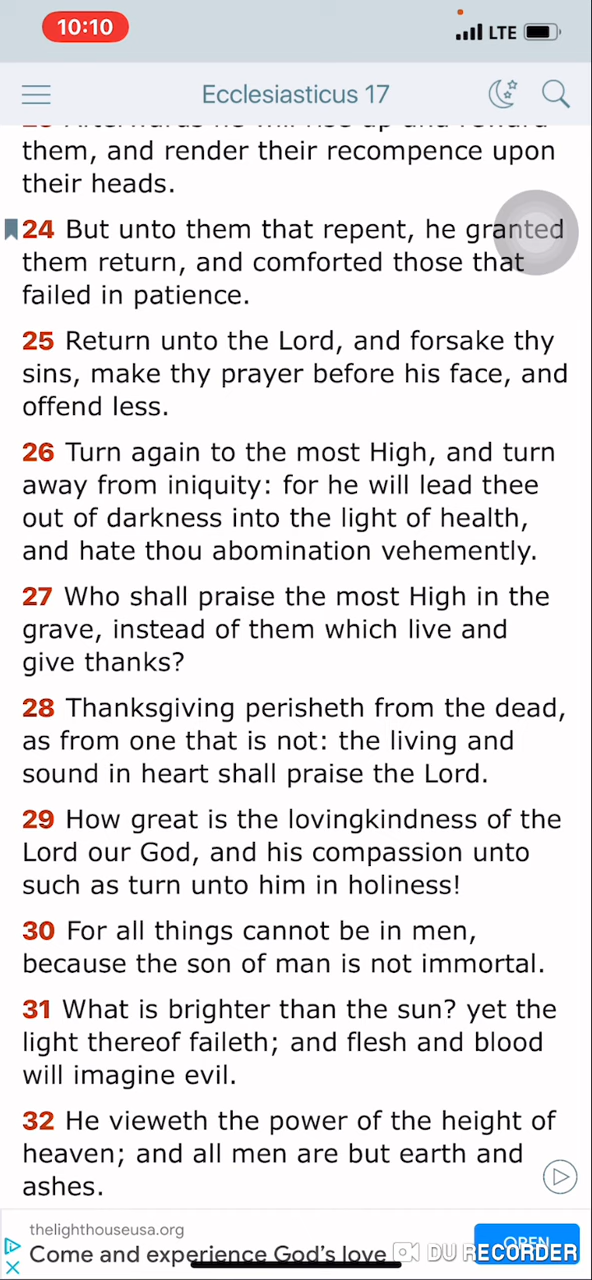 10:10
LTE
Ecclesiasticus 17
23 Afterwards he will rise up and reward
them, and render their recompence upon
their heads.
24 But unto them that repent, he granted
them return, and comforted those that
failed in patience.
25 Return unto the Lord, and forsake thy
sins, make thy prayer before his face, and
offend less.
26 Turn again to the most High, and turn
away from iniquity: for he will lead thee
out of darkness into the light of health,
and hate thou abomination vehemently.
27 Who shall praise the most High in the
grave, instead of them which live and
give thanks?
28 Thanksgiving perisheth from the dead,
as from one that is not: the living and
sound in heart shall praise the Lord.
29 How great is the lovingkindness of the
Lord our God, and his compassion unto
such as turn unto him in holiness!
30 For all things cannot be in men,
because the son of man is not immortal.
31 What is brighter than the sun? yet the
light thereof faileth; and flesh and blood
will imagine evil.
32 He vieweth the power of the height of
heaven; and all men are but earth and
ashes.
thelighthouseusa.org
Come and experience God's love
OPEN
DU RECORDER